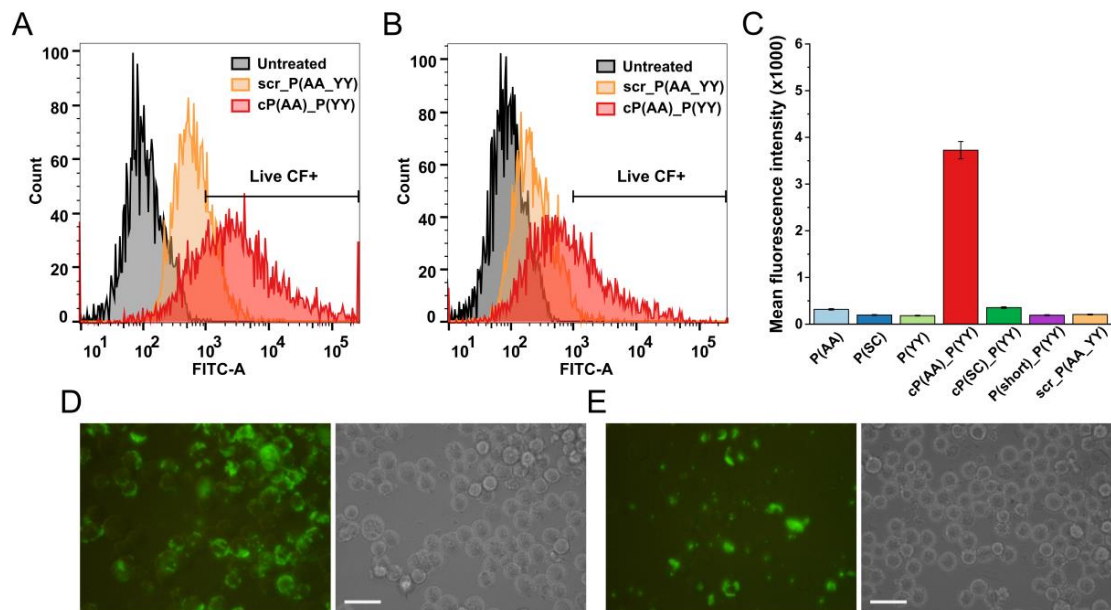 A
100
80
60
40
20
0
Count
Untreated
scr_P(AA_YY)
cP(AA)_P(YY)
Live CF+
10¹ 10² 10³ 10⁴ 10⁵
FITC-A
B
100
80
60
40
20
0
Count
Untreated
scr_P(AA_YY)
cP(AA)_P(YY)
Live CF+
10¹ 10² 10³ 10⁴ 10⁵
FITC-A
C
Mean fluorescence intensity (x1000)
6
5
4
3
2
1
0
P(AA)
P(SC)
P(YY)
cP(AA)_P(YY)
cP(SC)_P(YY)
P(short)_P(YY)
scr_P(AA_YY)
D
E